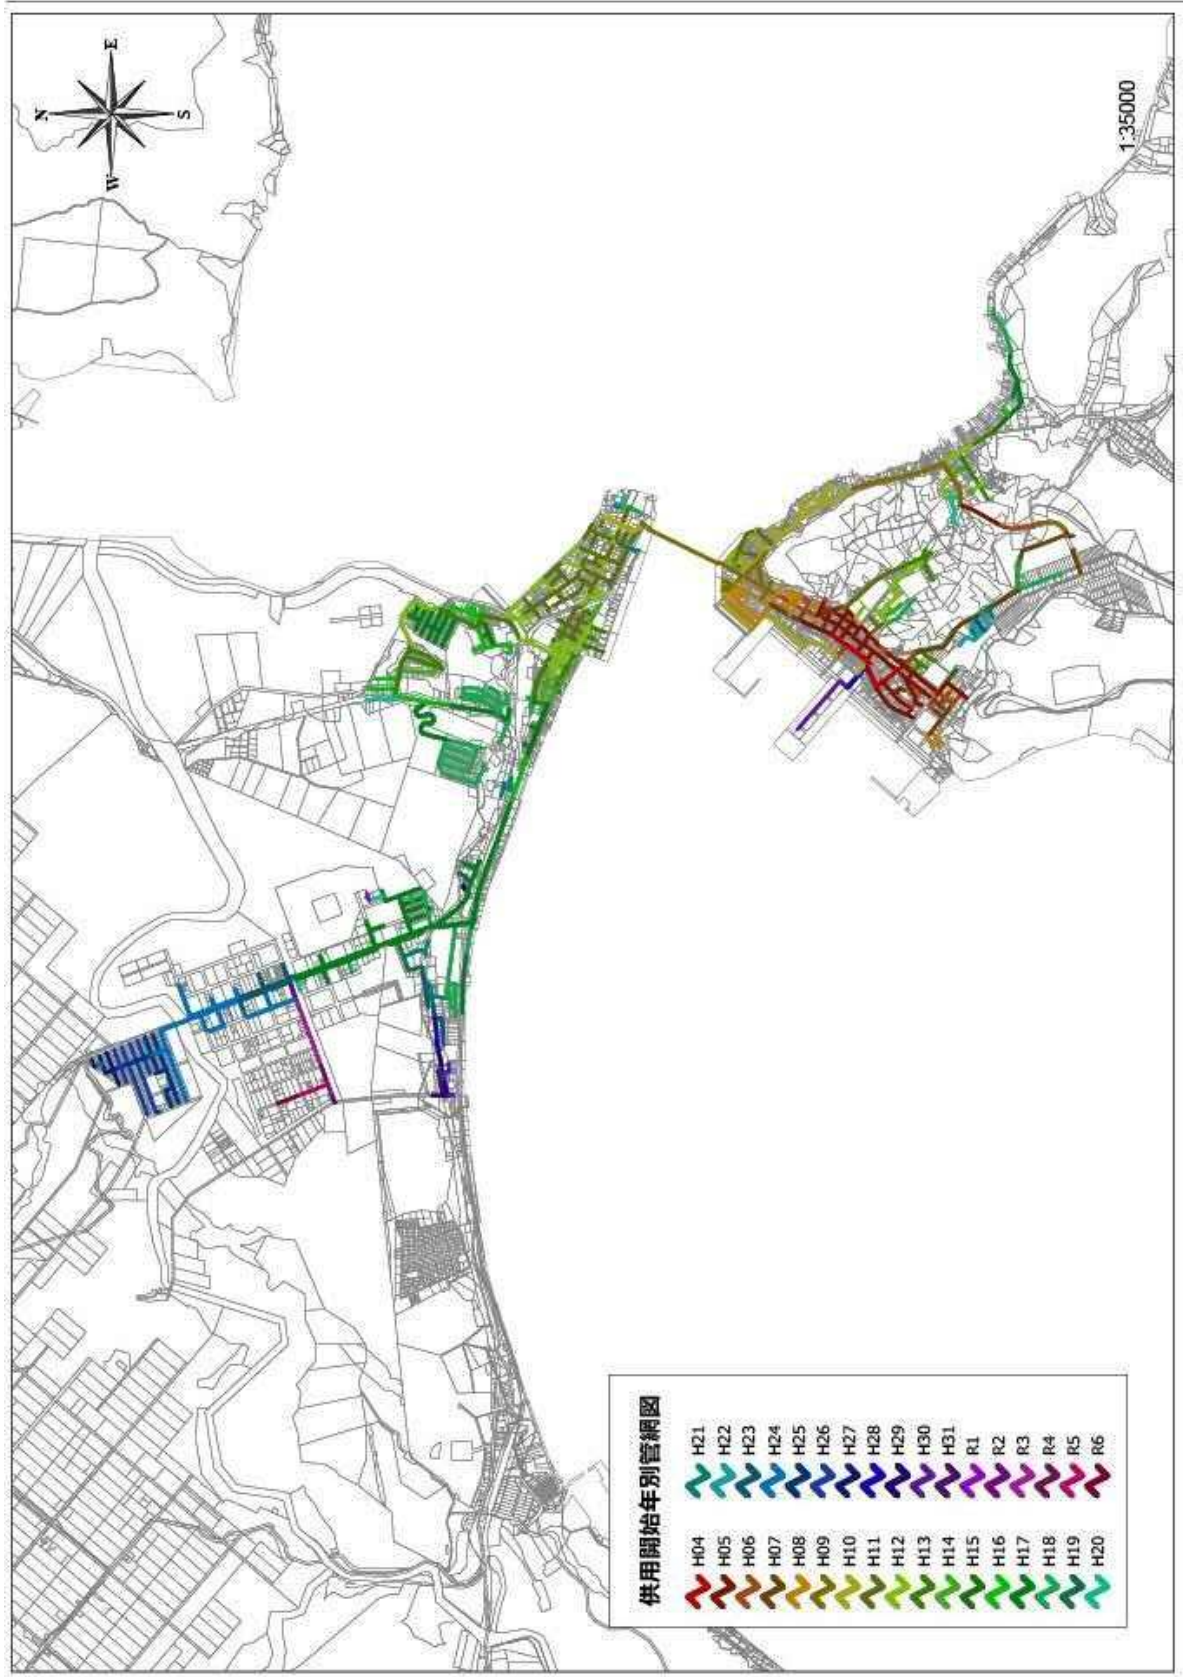 N
E
W
S
1:35000
供用開始年別管網図
H04
H05
H06
H07
H08
H09
H10
H11
H12
H13
H14
H15
H16
H17
H18
H19
H20
H21
H22
H23
H24
H25
H26
H27
H28
H29
H30
H31
R1
R2
R3
R4
R5
R6